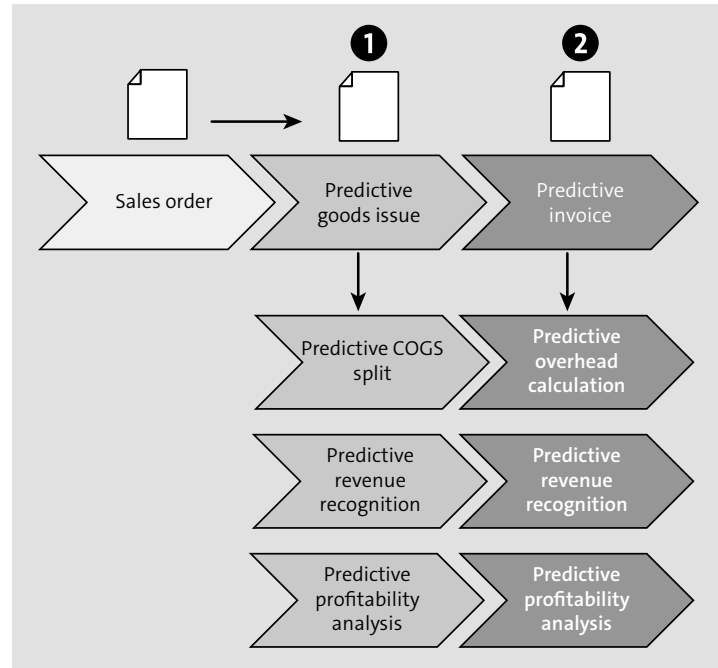 1
2
Sales order
Predictive
goods issue
Predictive
invoice
Predictive COGS
split
Predictive
overhead
calculation
Predictive
revenue
recognition
Predictive
revenue
recognition
Predictive
profitability
analysis
Predictive
profitability
analysis